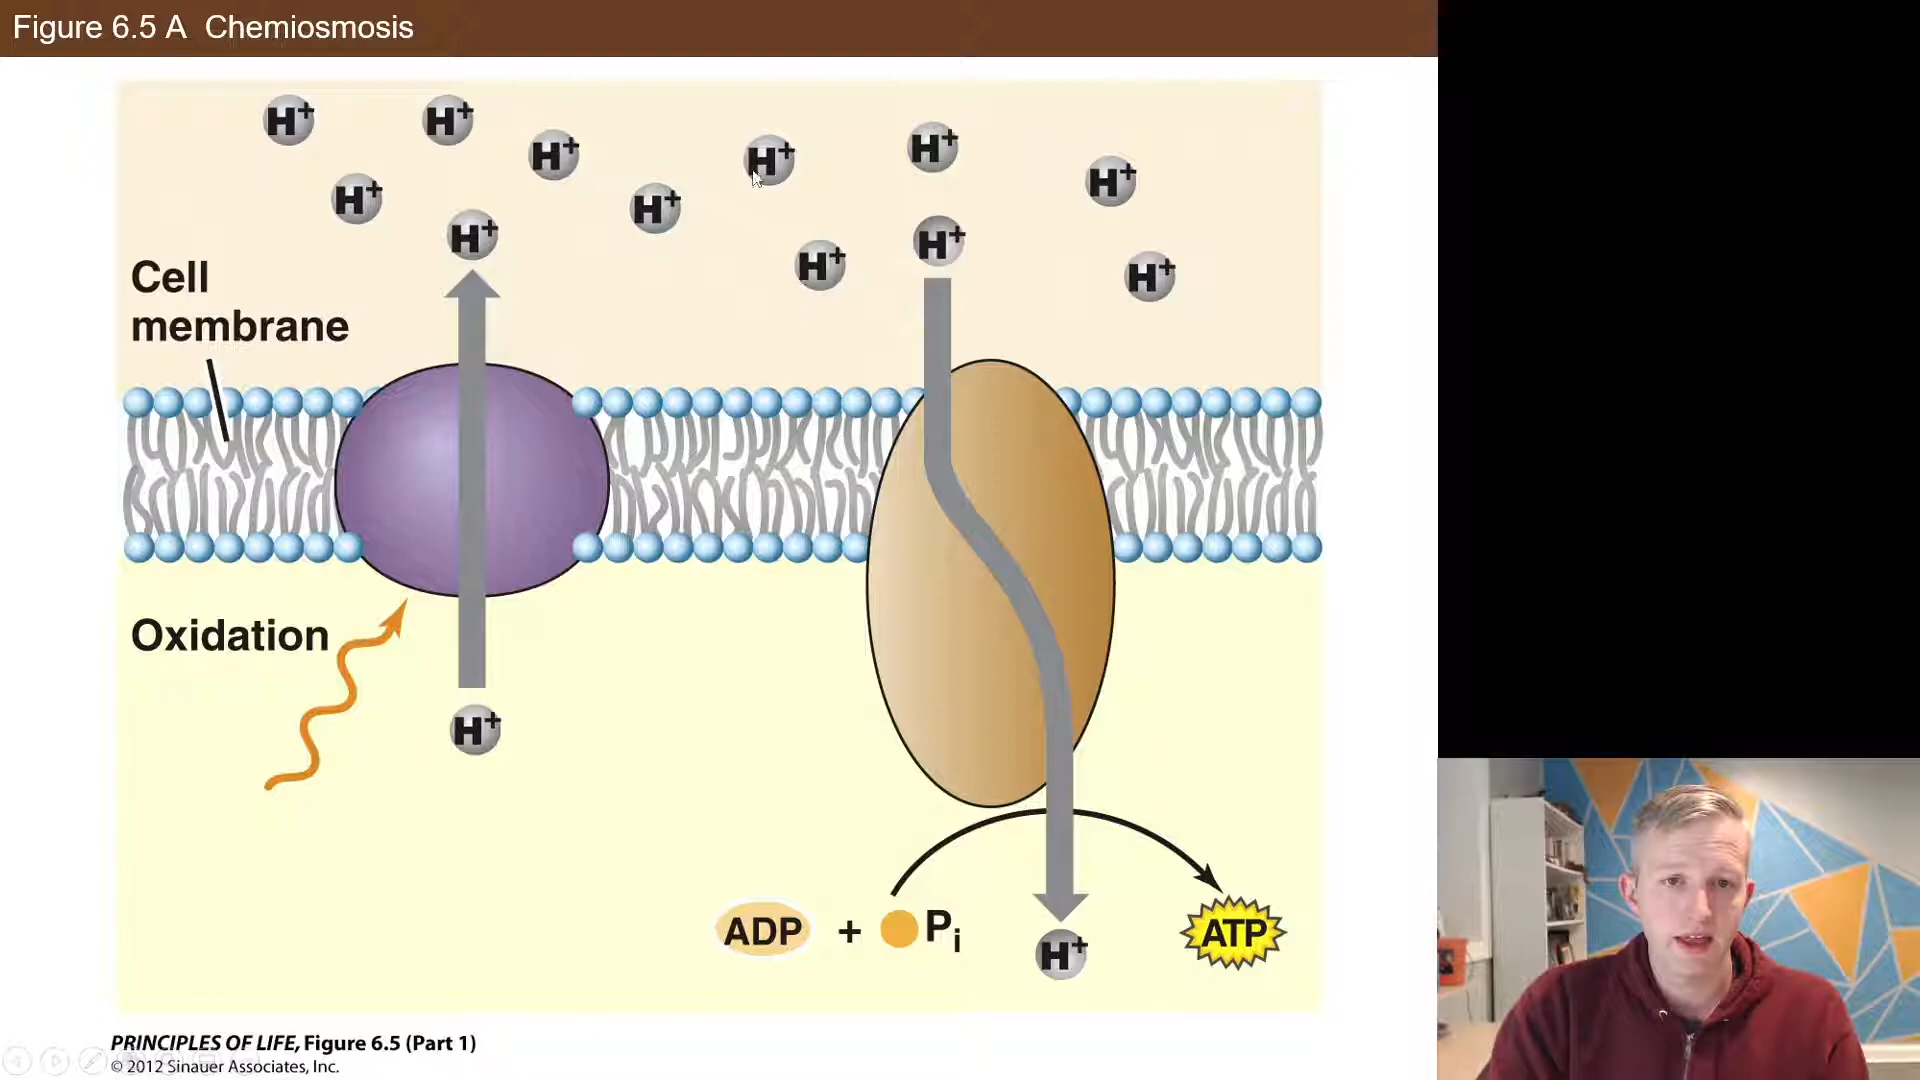 Figure 6.5 A  Chemiosmosis
H+
H+
H+
H+
H+
H+
H+
H+
H+
H+
H+
H+
H+
Cell
membrane
Oxidation
H+
ADP + Pi
H+
ATP
PRINCIPLES OF LIFE, Figure 6.5 (Part 1)
© 2012 Sinauer Associates, Inc.